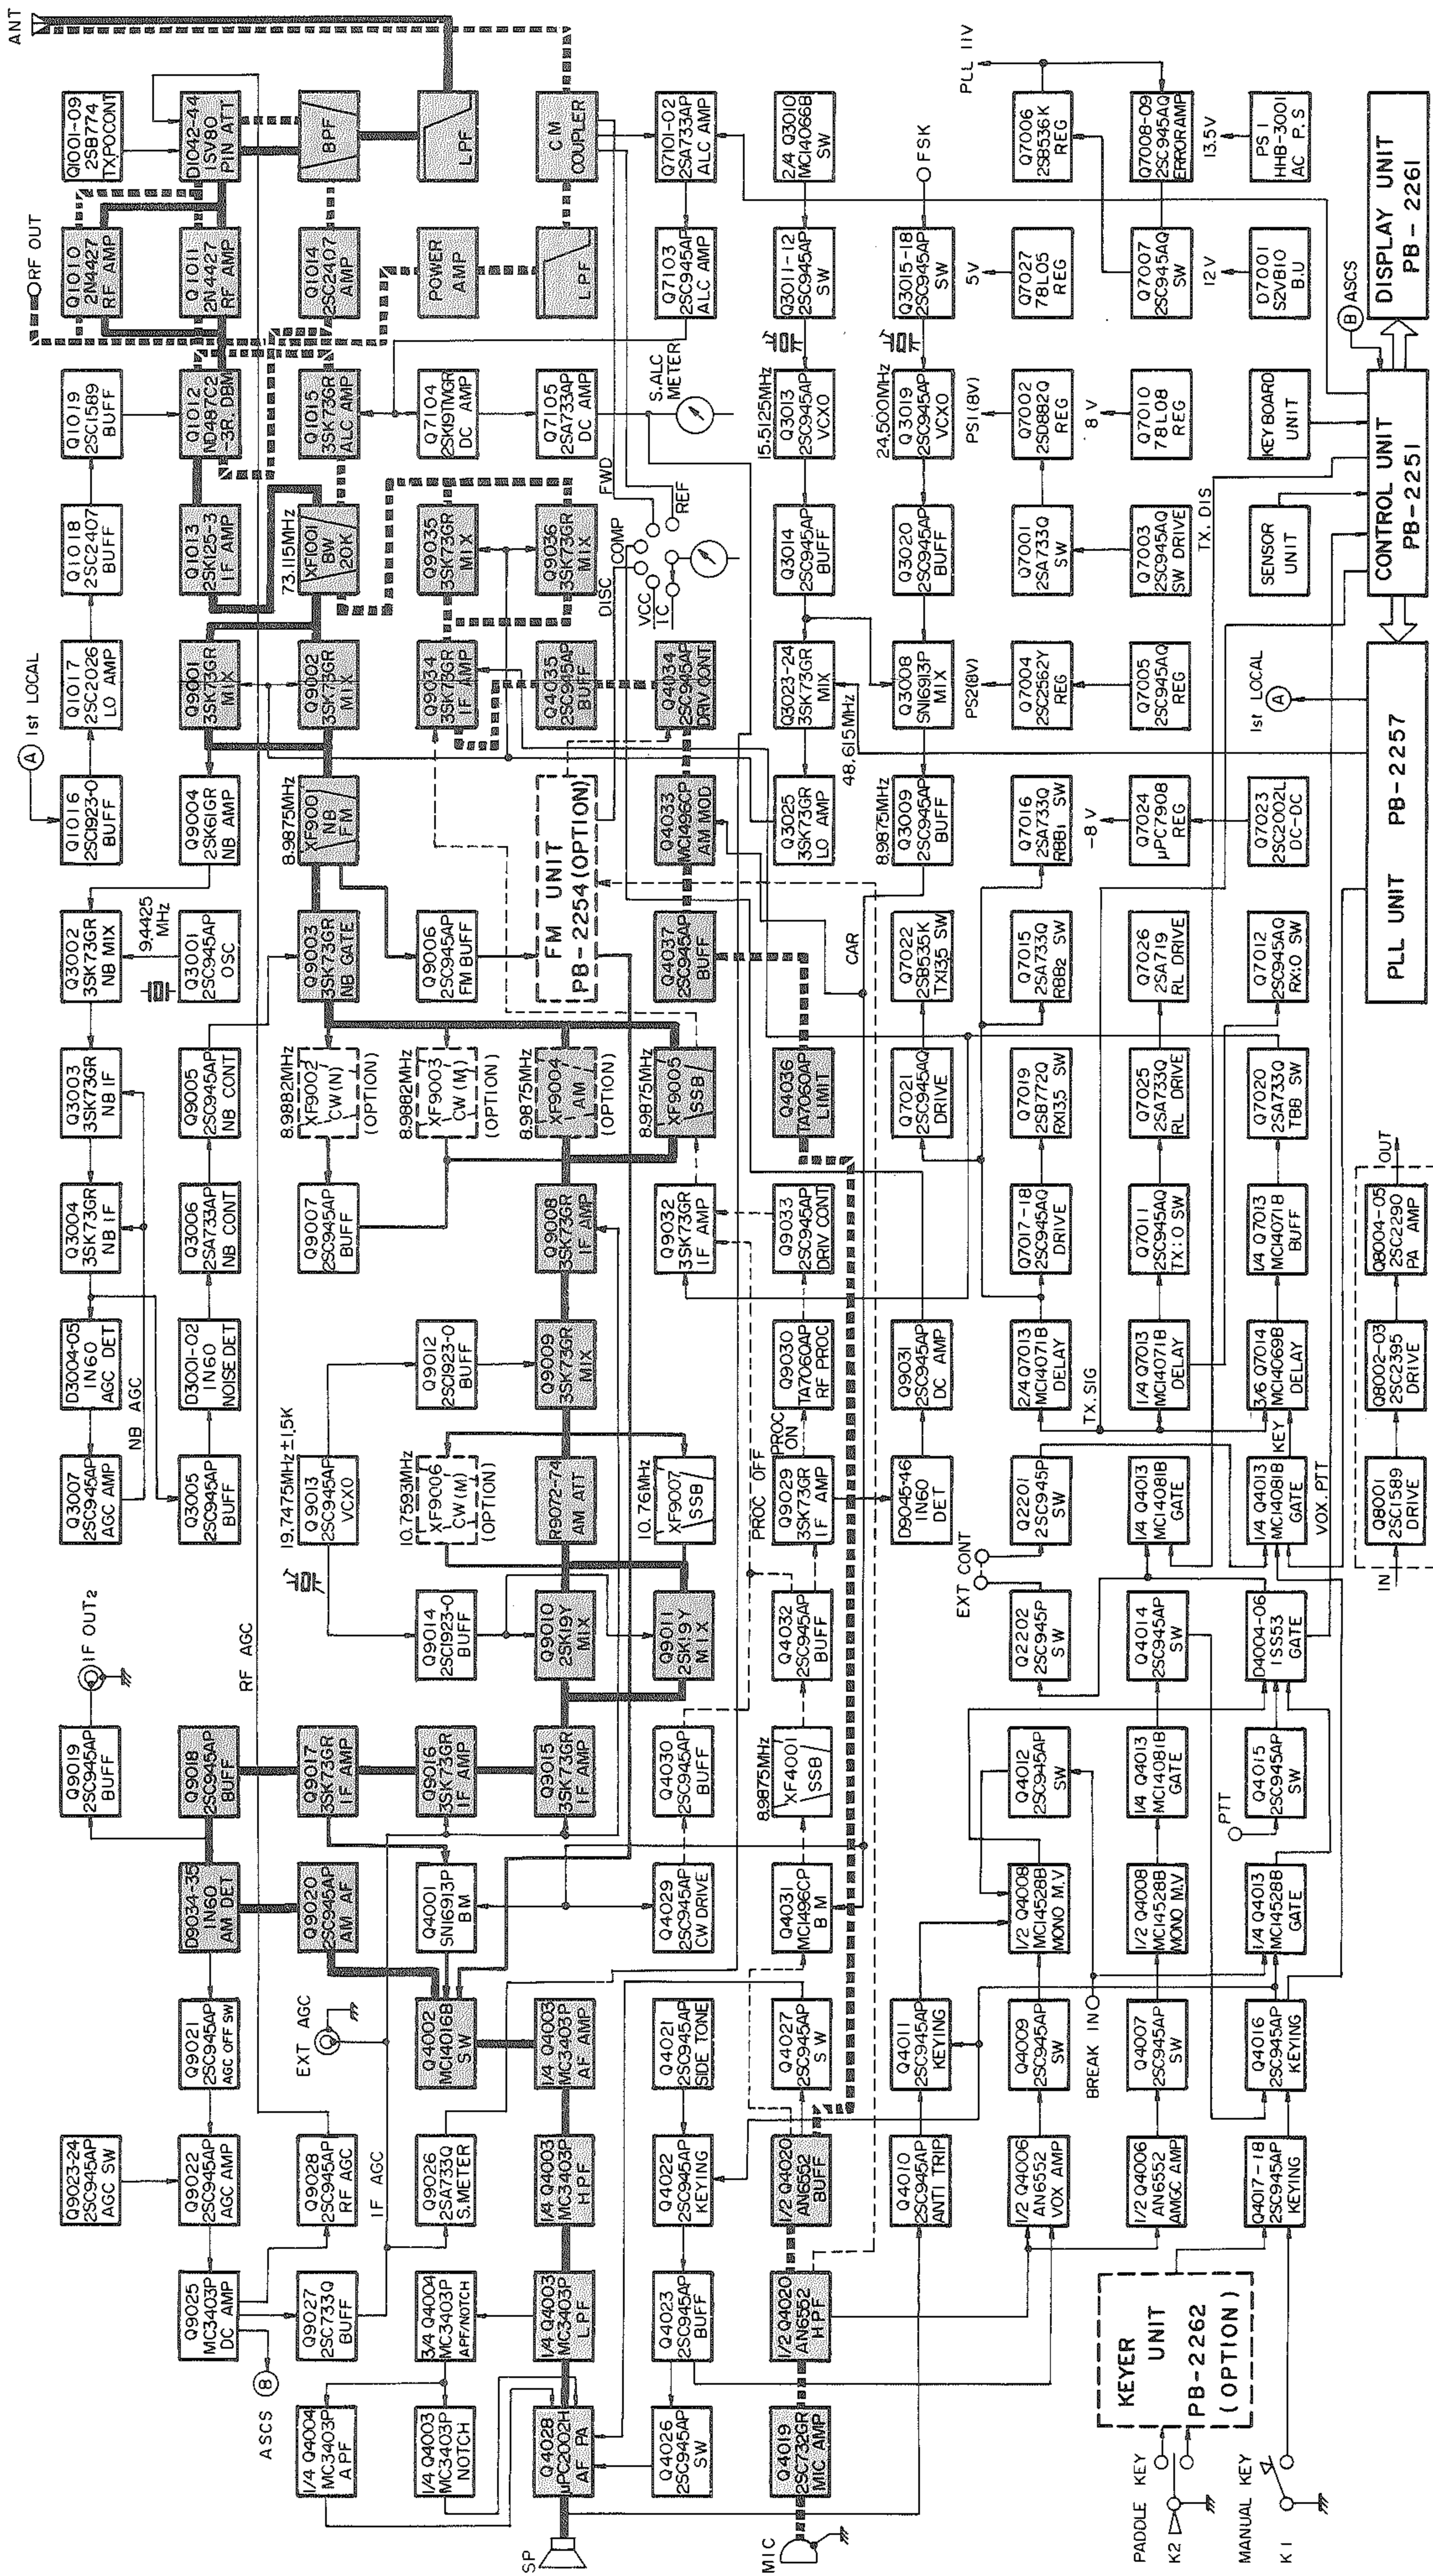 ANT
A 1st LOCAL
RF OUT
IF OUT2
Q9023-24
2SC945AP
AGC SW
Q9019
2SC945AP
BUFF
Q3007
2SC945AP
AGC AMP
D3004-05
1N60
AGC DET
Q3004
3SK73GR
NB IF
Q3003
3SK73GR
NB IF
Q3002
3SK73GR
NB MIX
Q1016
2SC1923-O
BUFF
Q1017
2SC2026
LO AMP
Q1018
2SC2407
BUFF
Q1019
2SC1589
BUFF
Q1010
2N4427
RF AMP
Q1001-09
2SB774
TX.PO.CONT
NB AGC
9.4425
MHz
Q9025
MC3403P
DC AMP
Q9022
2SC945AP
AGC AMP
Q9021
2SC945AP
AGC OFF SW
D9034-35
1N60
AM DET
Q9018
2SC945AP
BUFF
Q3005
2SC945AP
BUFF
D3001-02
1N60
NOISE DET
Q3006
2SA733AP
NB CONT
Q9005
2SC945AP
NB CONT
Q3001
2SC945AP
OSC
Q9004
2SK61GR
NB AMP
Q9001
3SK73GR
MIX
Q1013
2SK125-3
IF AMP
Q1012
ND487C2
-3R. DBM
Q1011
2N4427
RF AMP
D1042-44
1SV80
PIN ATT
ASCS
B
RF AGC
EXT AGC
19.7475MHz±1.5K
8.9882MHz
8.9875MHz
73.115MHz
1/4 Q4004
MC3403P
APF
Q9027
2SC733Q
BUFF
Q9028
2SC945AP
RF AGC
Q9020
2SC945AP
AM AF
Q9017
3SK73GR
IF AMP
Q9013
2SC945AP
VCXO
Q9007
2SC945AP
BUFF
XF9002
CW(N)
(OPTION)
Q9003
3SK73GR
NB GATE
XF9001
NB
FM
Q9002
3SK73GR
MIX
XF1001
BW
20K
Q1015
3SK73GR
ALC AMP
Q1014
2SC2407
AMP
BPF
IF AGC
10.7593MHz
8.9882MHz
1/4 Q4003
MC3403P
NOTCH
3/4 Q4004
MC3403P
APF/NOTCH
Q9026
2SA733Q
S.METER
Q4002
MC14016B
SW
Q4001
SN16913P
BM
Q9016
3SK73GR
IF AMP
Q9014
2SC1923-O
BUFF
XF9006
CW(M)
(OPTION)
Q9012
2SC1923-O
BUFF
XF9003
CW(M)
(OPTION)
Q9006
2SC945AP
FM BUFF
Q9034
3SK73GR
IF AMP
Q9035
3SK73GR
MIX
Q7104
2SK19TMGR
DC AMP
POWER
AMP
LPF
8.9875MHz
SP
Q4028
μPC2002H
AF PA
1/4 Q4003
MC3403P
LPF
1/4 Q4003
MC3403P
H.P.F
1/4 Q4003
MC3403P
AF AMP
Q9015
3SK73GR
IF AMP
Q9010
2SK19Y
MIX
R9072-74
AM ATT
Q9009
3SK73GR
MIX
Q9008
3SK73GR
IF AMP
XF9004
AM
(OPTION)
FM UNIT
PB-2254(OPTION)
Q4035
2SC945AP
BUFF
Q9036
3SK73GR
MIX
Q7105
2SA733AP
DC AMP
LPF
C.M
COUPLER
10.76MHz
8.9875MHz
DISC
COMP
FWD
VCC
IC
REF
S.ALC
METER
Q4026
2SC945AP
SW
Q4023
2SC945AP
BUFF
Q4022
2SC945AP
KEYING
Q4021
2SC945AP
SIDE TONE
Q4029
2SC945AP
CW DRIVE
Q4030
2SC945AP
BUFF
Q9011
2SK19Y
MIX
XF9007
SSB
Q9032
3SK73GR
IF AMP
XF9005
SSB
Q4037
2SC945AP
BUFF
Q4033
MC1496CP
AM MOD
Q4034
2SC945AP
DRIV CONT
Q7103
2SC945AP
ALC AMP
Q7101-02
2SA733AP
ALC AMP
PROC OFF
PROC
ON
8.9875MHz
15.5125MHz
MIC
Q4019
2SC732GR
MIC AMP
1/2 Q4020
AN6552
HPF
1/2 Q4020
AN6552
BUFF
Q4027
2SC945AP
SW
Q4031
MC1496CP
BM
XF4001
SSB
Q4032
2SC945AP
BUFF
Q9029
3SK73GR
IF AMP
Q9030
TA7060AP
RF PROC
Q9033
2SC945AP
DRIV CONT
Q4036
TA7060AP
LIMIT
Q3025
3SK73GR
LO AMP
Q3023-24
3SK73GR
MIX
Q3014
2SC945AP
BUFF
Q3013
2SC945AP
VCXO
Q3011-12
2SC945AP
SW
2/4 Q3010
MC14066B
SW
CAR
48.615MHz
8.9875MHz
24.500MHz
FSK
Q4010
2SC945AP
ANTI TRIP
Q4011
2SC945AP
KEYING
D9045-46
1N60
DET
Q9031
2SC945AP
DC AMP
Q7021
2SC945AQ
DRIVE
Q7022
2SB535K
TX13.5 SW
Q3009
2SC945AP
BUFF
Q3008
SN16913P
MIX
Q3020
2SC945AP
BUFF
Q3019
2SC945AP
VCXO
Q3015-18
2SC945AP
SW
EXT CONT
PS2(8V)
PS1(8V)
5V
PLL 11V
1/2 Q4006
AN6552
VOX AMP
Q4009
2SC945AP
SW
1/2 Q4008
MC14528B
MONO M.V
Q4012
2SC945AP
SW
Q2202
2SC945P
SW
Q2201
2SC945P
SW
2/4 Q7013
MC14071B
DELAY
Q7017-18
2SC945AQ
DRIVE
Q7019
2SB772Q
RX13.5 SW
Q7015
2SA733Q
RBB2 SW
Q7016
2SA733Q
RBB1 SW
Q7004
2SC2562Y
REG
Q7001
2SA733Q
SW
Q7002
2SD882Q
REG
Q7027
78L05
REG
Q7006
2SB536K
REG
BREAK IN
TX.SIG
-8V
8V
1/2 Q4006
AN6552
AMGC AMP
Q4007
2SC945AP
SW
1/2 Q4008
MC14528B
MONO M.V
1/4 Q4013
MC14081B
GATE
Q4014
2SC945AP
SW
1/4 Q4013
MC14081B
GATE
1/4 Q7013
MC14071B
DELAY
Q7011
2SC945AQ
TX:O SW
Q7025
2SA733Q
RL DRIVE
Q7026
2SA719
RL DRIVE
Q7024
μPC7908
REG
Q7005
2SC945AQ
REG
Q7003
2SC945AQ
SW DRIVE
Q7010
78L08
REG
Q7007
2SC945AQ
SW
Q7008-09
2SC945AQ
ERROR AMP
PADDLE KEY
K2
KEYER
UNIT
PB-2262
(OPTION)
PTT
KEY
TX. DIS
12V
13.5V
MANUAL KEY
K1
Q4017-18
2SC945AP
KEYING
Q4016
2SC945AP
KEYING
1/4 Q4013
MC14528B
GATE
Q4015
2SC945AP
SW
D4004-06
1SS53
GATE
1/4 Q4013
MC14081B
GATE
3/6 Q7014
MC14069B
DELAY
1/4 Q7013
MC14071B
BUFF
Q7020
2SA733Q
TBB SW
Q7012
2SC945AQ
RX:O SW
Q7023
2SC2002L
DC-DC
1st LOCAL
A
SENSOR
UNIT
KEY BOARD
UNIT
D7001
S2VB10
B.U
PS1
HHB-3001
AC P.S
VOX. PTT
B ASCS
IN
Q8001
2SC1589
DRIVE
Q8002-03
2SC2395
DRIVE
Q8004-05
2SC2290
PA AMP
OUT
PLL UNIT PB-2257
CONTROL UNIT
PB-2251
DISPLAY UNIT
PB-2261